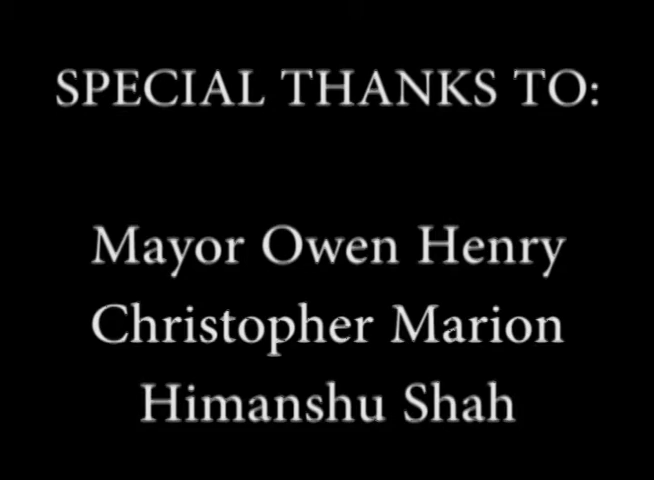 SPECIAL THANKS TO:
Mayor Owen Henry
Christopher Marion
Himanshu Shah